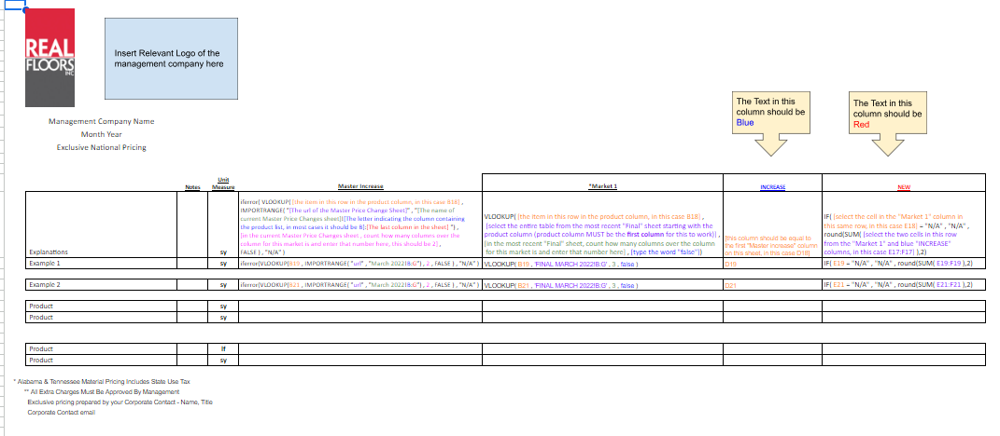 REAL
FLOORS
INC
Insert Relevant Logo of the
management company here
The Text in this
column should be
Blue
The Text in this
column should be
Red
Management Company Name
Month Year
Exclusive National Pricing
Notes
Unit
Measure
Master Increase
*Market 1
INCREASE
NEW
Explanations
sy
iferror( VLOOKUP( [the item in this row in the product column, in this case B18] ,
IMPORTRANGE( "[The url of the Master Price Change Sheet]" , "[The name of
current Master Price Changes sheet]![The letter indicating the column containing
the product list, in most cases it should be B]:[The last column in the sheet] ") ,
[in the current Master Price Changes sheet , count how many columns over the
column for this market is and enter that number here, this should be 2] ,
FALSE ) , "N/A" )
VLOOKUP( [the item in this row in the product column, in this case B18] ,
[select the entire table from the most recent "Final" sheet starting with the
product column (product column MUST be the first column for this to work)] ,
[in the most recent "Final" sheet, count how many columns over the column
for this market is and enter that number here] , [type the word "false"])
[this column should be equal to
the first "Master increase" column
on this sheet, in this case D18]
IF( [select the cell in the "Market 1" column in
this same row, in this case E18] = "N/A" , "N/A" ,
round(SUM( [select the two cells in this row
from the "Market 1" and blue "INCREASE"
columns, in this case E17:F17] ),2)
Example 1
sy
iferror(VLOOKUP(B19 , IMPORTRANGE( "url" , "March 2022!B:G") , 2 , FALSE ) , "N/A" )
VLOOKUP( B19 , 'FINAL MARCH 2022'!B:G' , 3 , false )
D19
IF( E19 = "N/A" , "N/A" , round(SUM( E19:F19 ),2)
Example 2
sy
iferror(VLOOKUP(B21 , IMPORTRANGE( "url" , "March 2022!B:G") , 2 , FALSE ) , "N/A" )
VLOOKUP( B21 , 'FINAL MARCH 2022'!B:G' , 3 , false )
D21
IF( E21 = "N/A" , "N/A" , round(SUM( E21:F21 ),2)
Product
sy
Product
sy
Product
lf
Product
sy
* Alabama & Tennessee Material Pricing Includes State Use Tax
** All Extra Charges Must Be Approved By Management
Exclusive pricing prepared by your Corporate Contact - Name, Title
Corporate Contact email